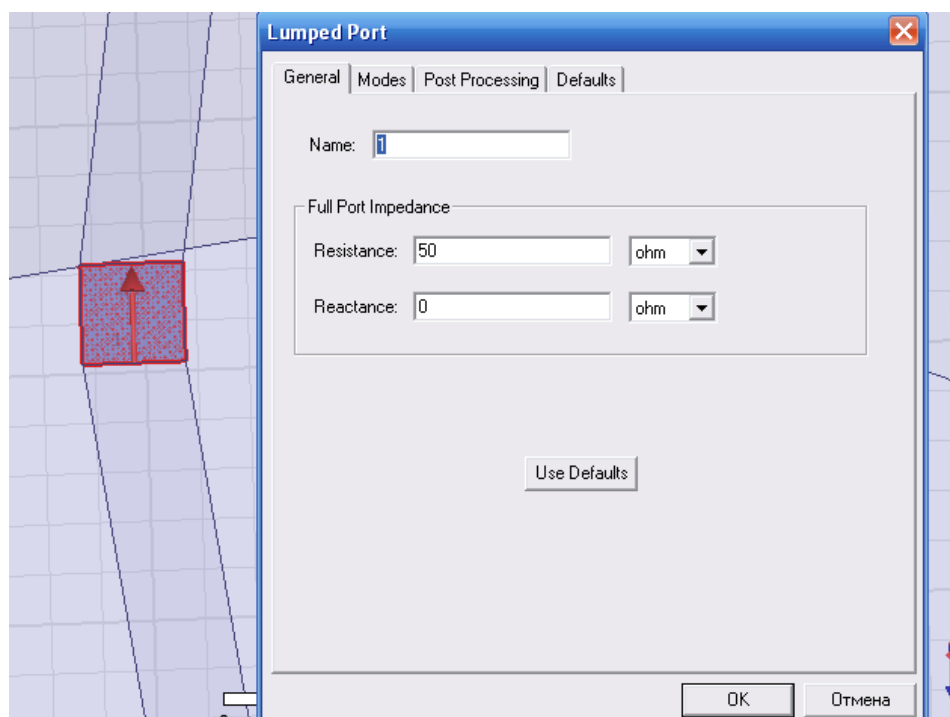 Lumped Port
General Modes Post Processing Defaults
Name: 1
Full Port Impedance
Resistance: 50 ohm
Reactance: 0 ohm
Use Defaults
OK Отмена